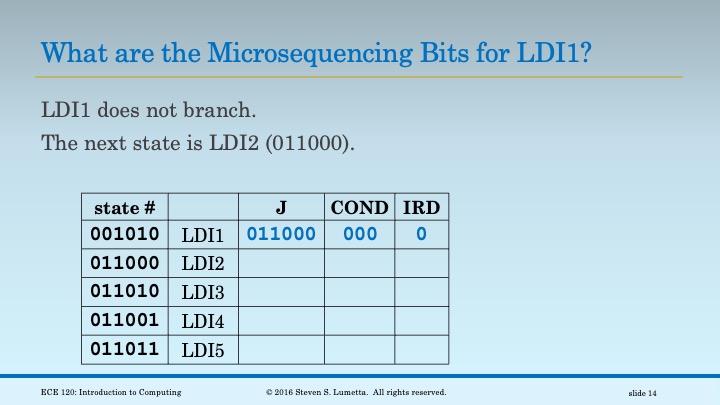 What are the Microsequencing Bits for LDI1?
LDI1 does not branch.
The next state is LDI2 (011000).
state # J COND IRD
001010 LDI1 011000 000 0
011000 LDI2
011010 LDI3
011001 LDI4
011011 LDI5
ECE 120: Introduction to Computing © 2016 Steven S. Lumetta. All rights reserved. slide 14